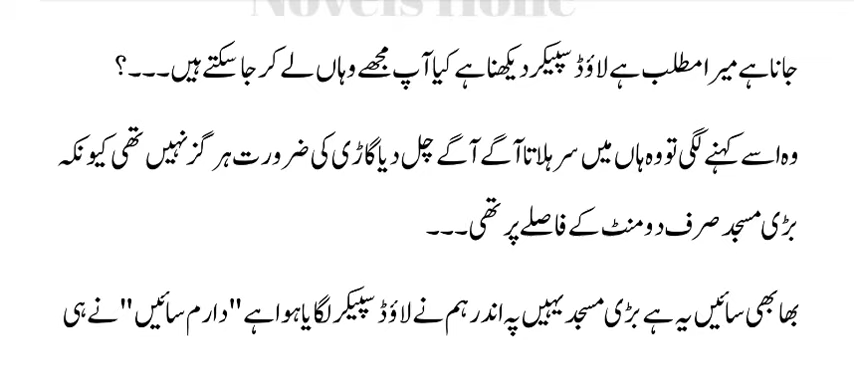 Novels Hollc
جانا ہے میرا مطلب ہے لاؤڈ سپیکر دیکھنا ہے کیا آپ مجھے وہاں لے کر جا سکتے ہیں۔۔۔؟
وہ اسے کہنے لگی تو وہ ہاں میں سر ہلاتا آگے آگے چل دیا گاڑی کی ضرورت ہر گز نہیں تھی کیونکہ
بڑی مسجد صرف دو منٹ کے فاصلے پر تھی۔۔۔
بھابھی سائیں یہ ہے بڑی مسجد یہیں پہ اندر ہم نے لاؤڈ سپیکر لگایا ہوا ہے "دارم سائیں" نے ہی